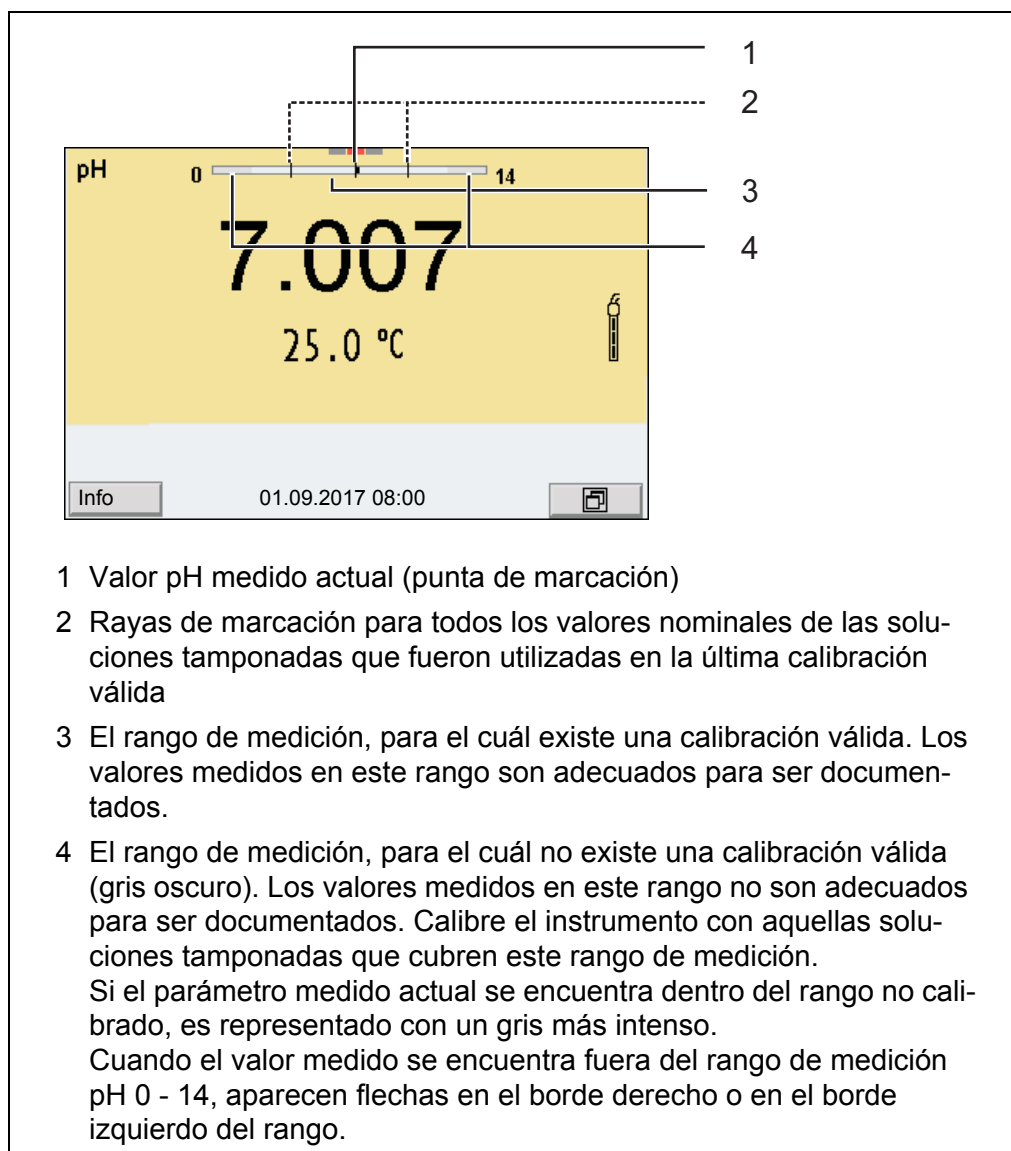 1
2
pH
0
14
3
4
7.007
25.0 °C
Info
01.09.2017 08:00
1 Valor pH medido actual (punta de marcación)
2 Rayas de marcación para todos los valores nominales de las solu-
ciones tamponadas que fueron utilizadas en la última calibración
válida
3 El rango de medición, para el cuál existe una calibración válida. Los
valores medidos en este rango son adecuados para ser documen-
tados.
4 El rango de medición, para el cuál no existe una calibración válida
(gris oscuro). Los valores medidos en este rango no son adecuados
para ser documentados. Calibre el instrumento con aquellas solu-
ciones tamponadas que cubren este rango de medición.
Si el parámetro medido actual se encuentra dentro del rango no cali-
brado, es representado con un gris más intenso.
Cuando el valor medido se encuentra fuera del rango de medición
pH 0 - 14, aparecen flechas en el borde derecho o en el borde
izquierdo del rango.